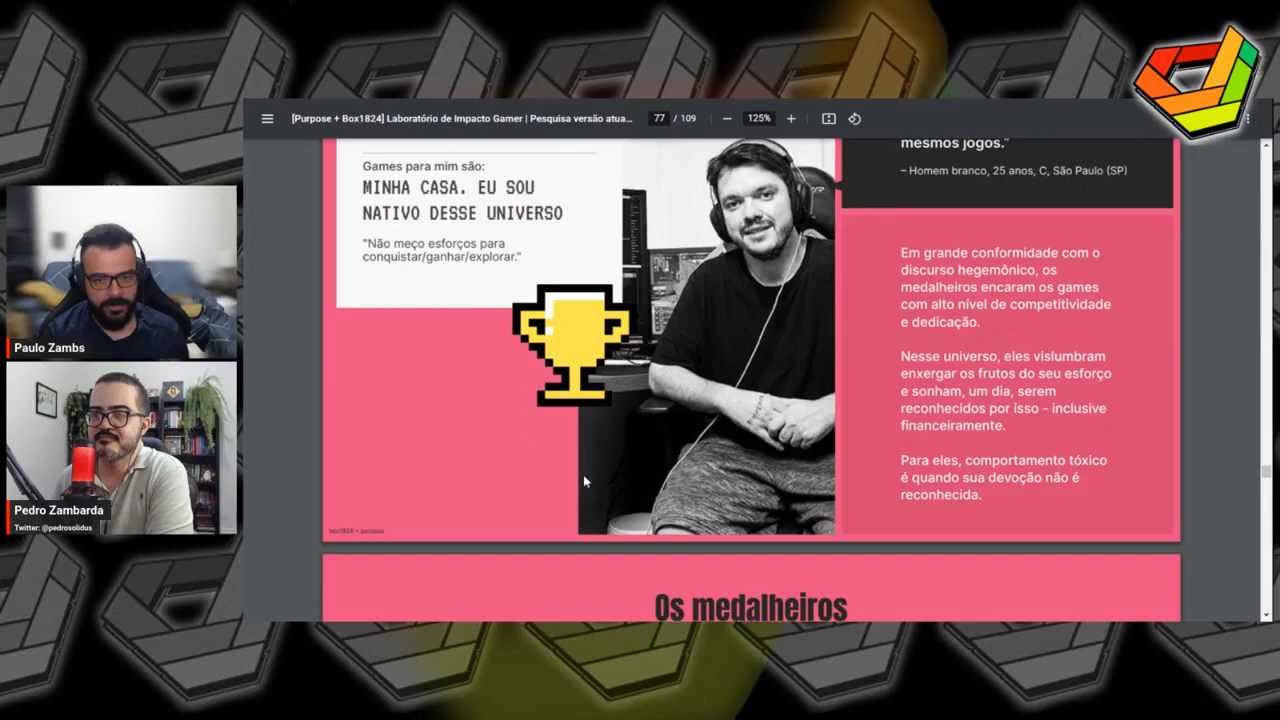 [Purpose + Box1824] Laboratório de Impacto Gamer | Pesquisa versão atua...
77 / 109
125%
Games para mim são:
MINHA CASA. EU SOU
NATIVO DESSE UNIVERSO
"Não meço esforços para
conquistar/ganhar/explorar."
mesmos jogos."
– Homem branco, 25 anos, C, São Paulo (SP)
Em grande conformidade com o
discurso hegemônico, os
medalheiros encaram os games
com alto nível de competitividade
e dedicação.
Nesse universo, eles vislumbram
enxergar os frutos do seu esforço
e sonham, um dia, serem
reconhecidos por isso - inclusive
financeiramente.
Para eles, comportamento tóxico
é quando sua devoção não é
reconhecida.
Os medalheiros
Paulo Zambs
Pedro Zambarda
Twitter: @pedrosolidus